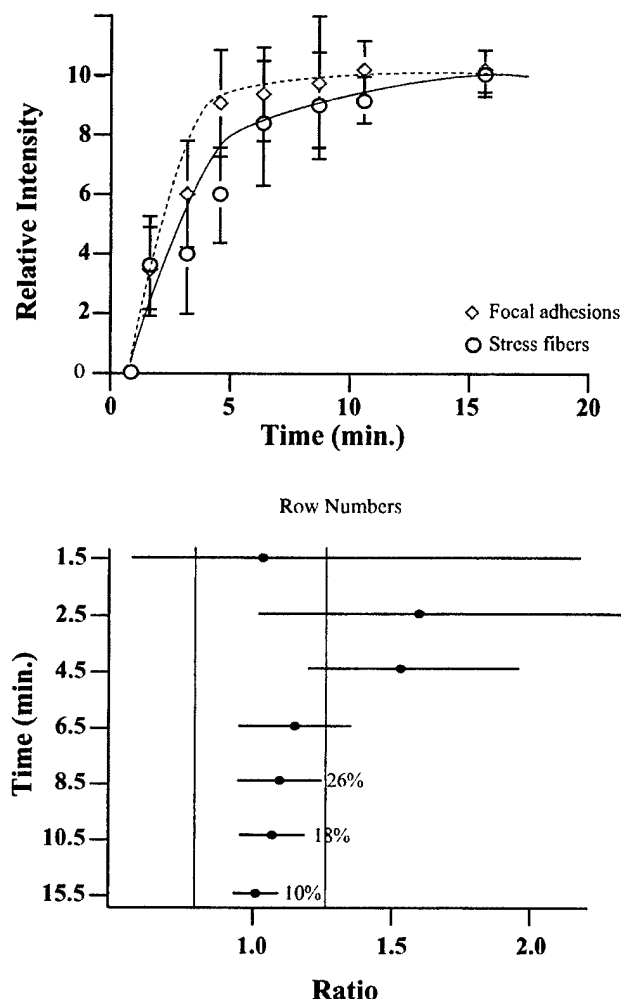 Relative Intensity
10
8
6
4
2
0
Focal adhesions
Stress fibers
0 5 10 15 20
Time (min.)
Row Numbers
Time (min.)
1.5
2.5
4.5
6.5
8.5 26%
10.5 18%
15.5 10%
1.0 1.5 2.0
Ratio